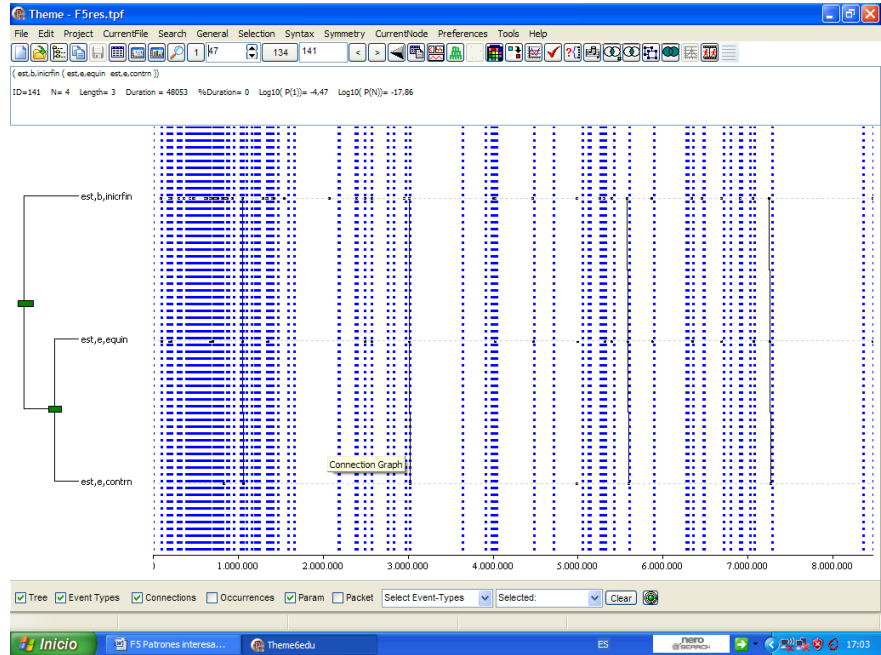 Theme - F5res.tpf
File Edit Project CurrentFile Search General Selection Syntax Symmetry CurrentNode Preferences Tools Help
1 47 134 141 < >
( est,b,inicrfin ( est,e,equin est,e,contrn ))
ID=141 N= 4 Length= 3 Duration = 48053 %Duration= 0 Log10( P(1))= -4,47 Log10( P(N))= -17,86
est,b,inicrfin
est,e,equin
Connection Graph
est,e,contrn
) 1.000.000 2.000.000 3.000.000 4.000.000 5.000.000 6.000.000 7.000.000 8.000.000
Tree Event Types Connections Occurrences Param Packet Select Event-Types Selected: Clear
Inicio F5 Patrones interesa... Theme6edu ES nero SEARCH 17:03